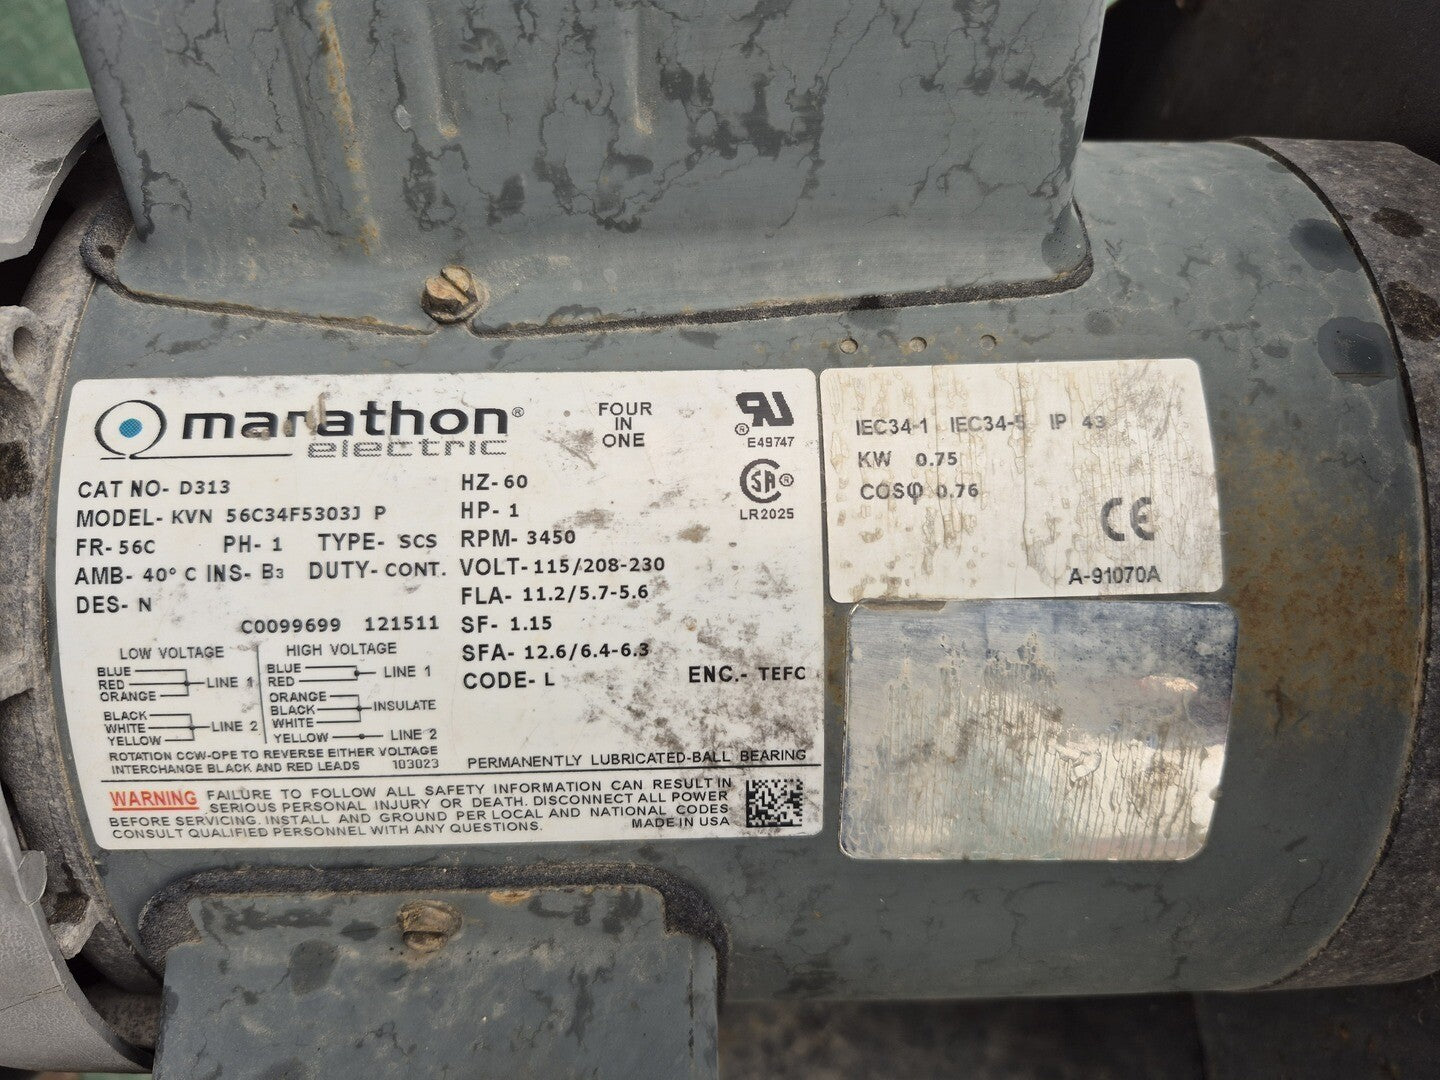 marathon®
electric
FOUR
IN
ONE
®
E49747
SA ®
LR2025
CAT NO- D313
MODEL- KVN 56C34F5303J P
FR- 56C PH- 1 TYPE- SCS
AMB- 40° C INS- B3 DUTY- CONT.
DES- N
C0099699 121511
HZ- 60
HP- 1
RPM- 3450
VOLT- 115/208-230
FLA- 11.2/5.7-5.6
SF- 1.15
SFA- 12.6/6.4-6.3
CODE- L
ENC.- TEFC
LOW VOLTAGE
BLUE
RED
ORANGE
LINE 1
BLACK
WHITE
YELLOW
LINE 2
HIGH VOLTAGE
BLUE
RED
LINE 1
ORANGE
BLACK
WHITE
INSULATE
YELLOW
LINE 2
ROTATION CCW-OPE TO REVERSE EITHER VOLTAGE
INTERCHANGE BLACK AND RED LEADS 103023
PERMANENTLY LUBRICATED-BALL BEARING
WARNING FAILURE TO FOLLOW ALL SAFETY INFORMATION CAN RESULT IN
SERIOUS PERSONAL INJURY OR DEATH. DISCONNECT ALL POWER
BEFORE SERVICING. INSTALL AND GROUND PER LOCAL AND NATIONAL CODES
CONSULT QUALIFIED PERSONNEL WITH ANY QUESTIONS.
MADE IN USA
IEC34-1 IEC34-5 IP 43
KW 0.75
COSφ 0.76
CE
A-91070A